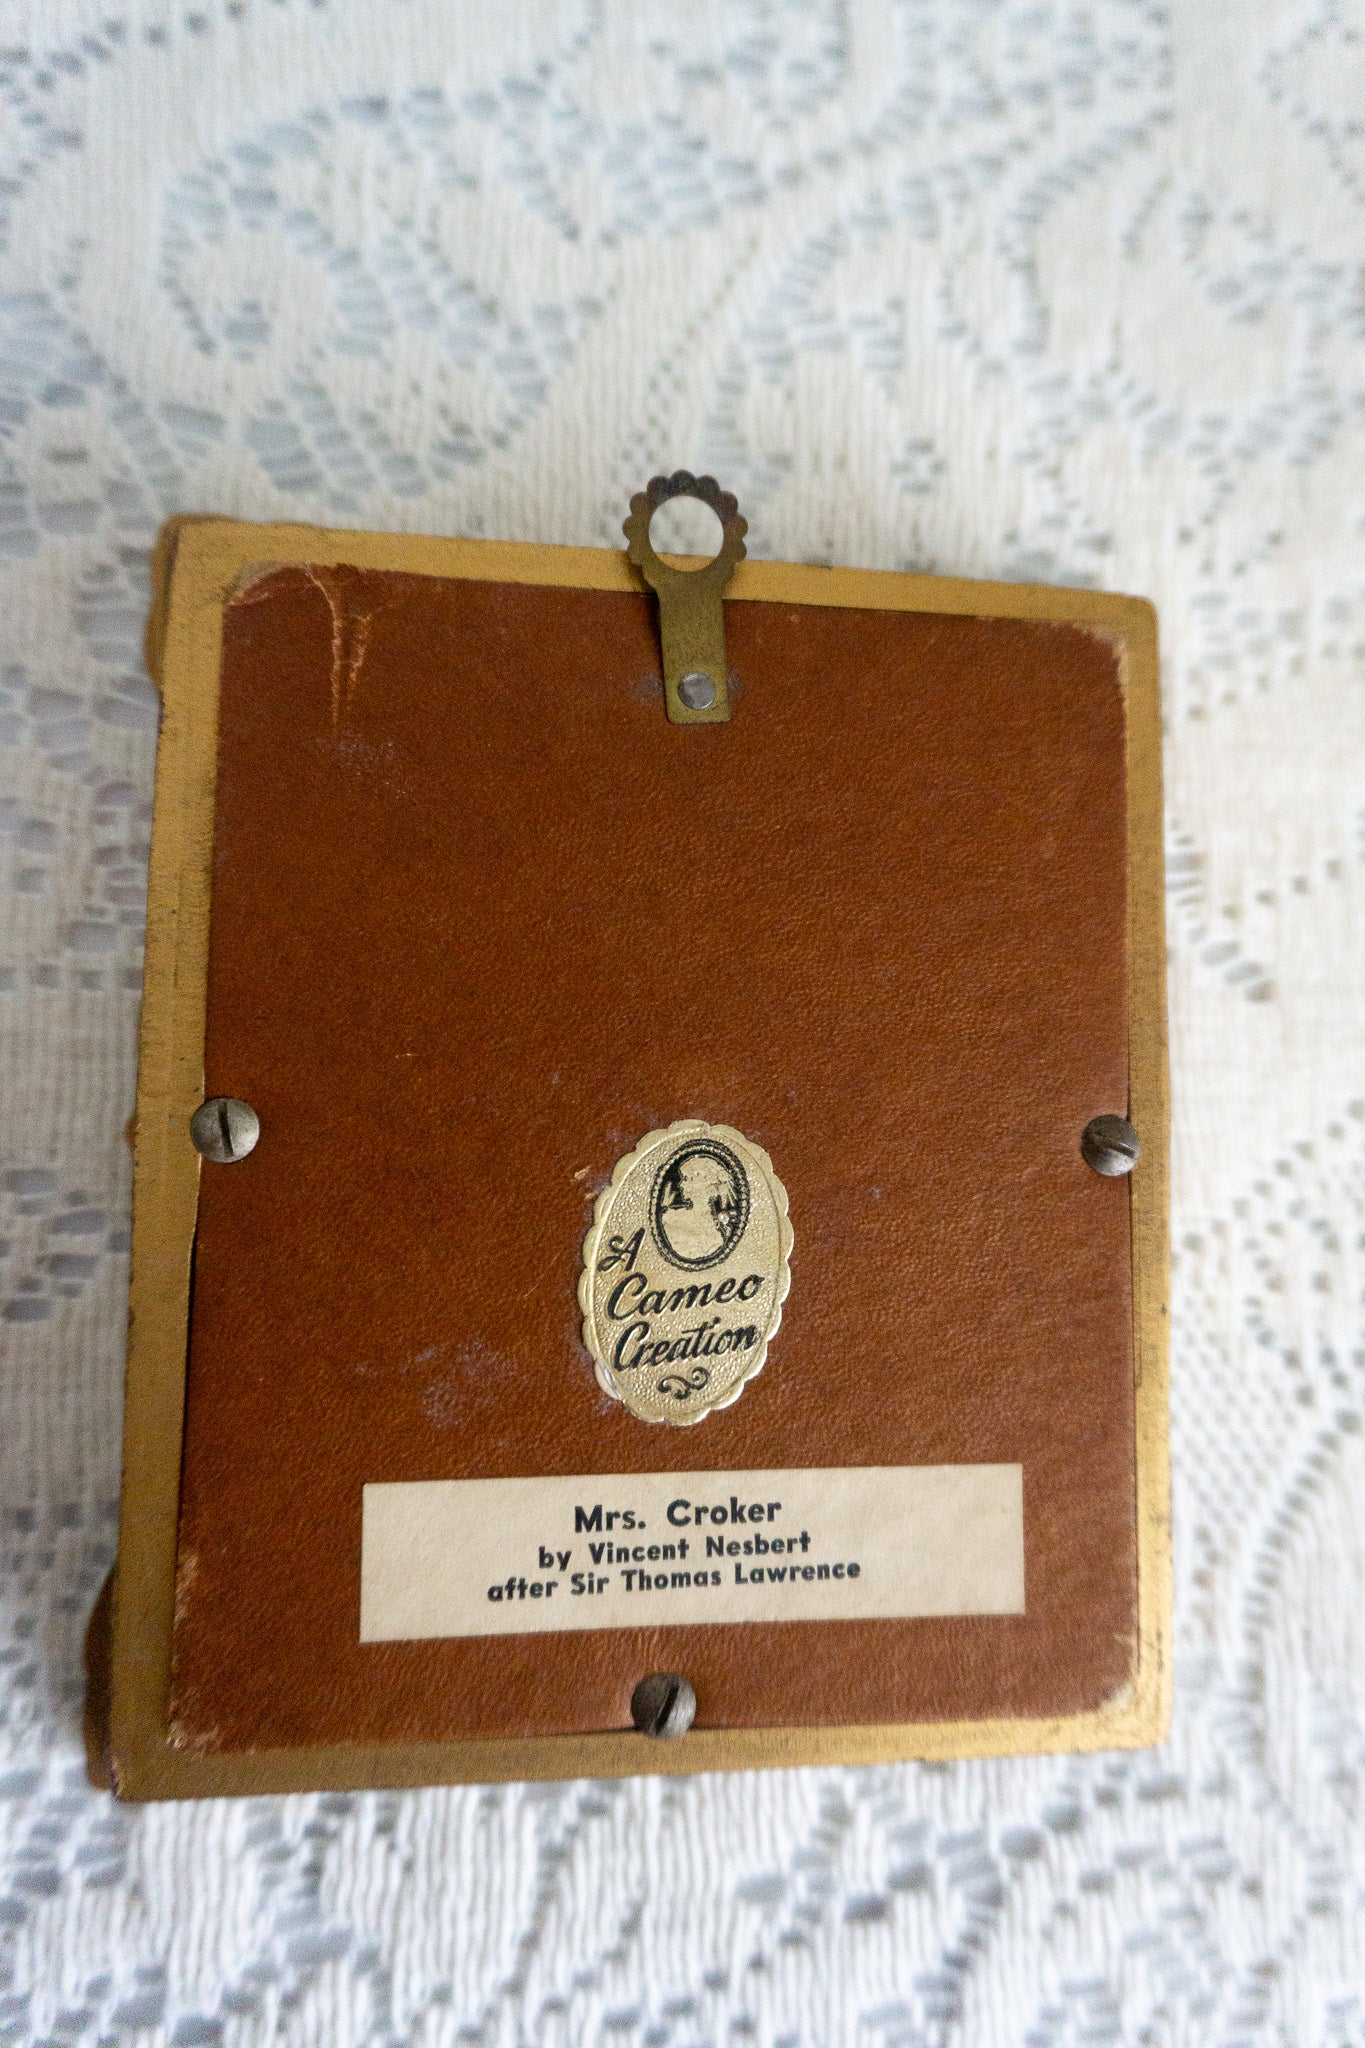 A
Cameo
Creation
Mrs. Croker
by Vincent Nesbert
after Sir Thomas Lawrence